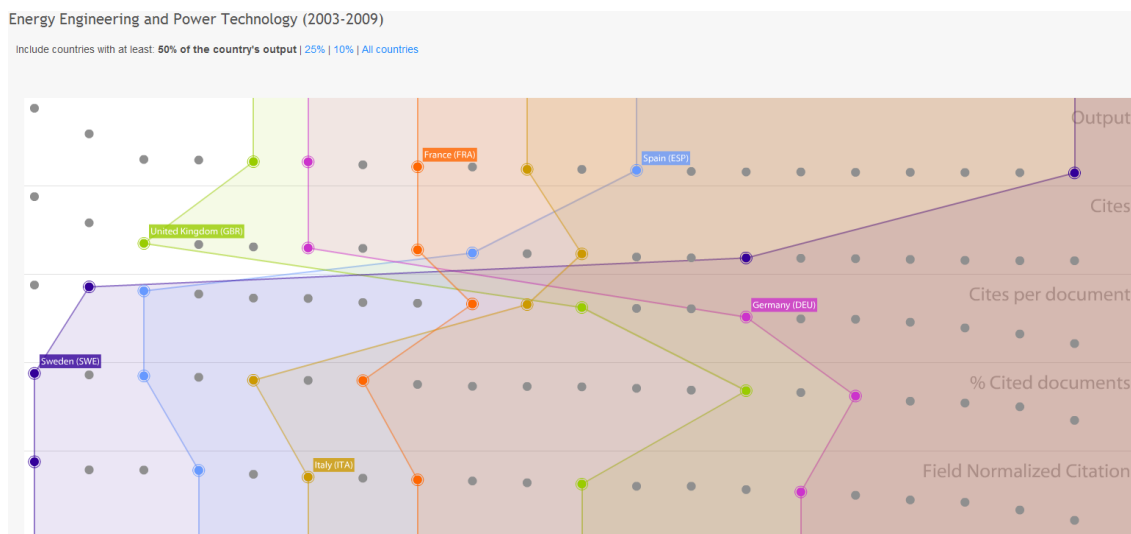 Energy Engineering and Power Technology (2003-2009)
Include countries with at least: 50% of the country's output | 25% | 10% | All countries
Output
France (FRA)
Spain (ESP)
Cites
United Kingdom (GBR)
Cites per document
Germany (DEU)
Sweden (SWE)
% Cited documents
Italy (ITA)
Field Normalized Citation